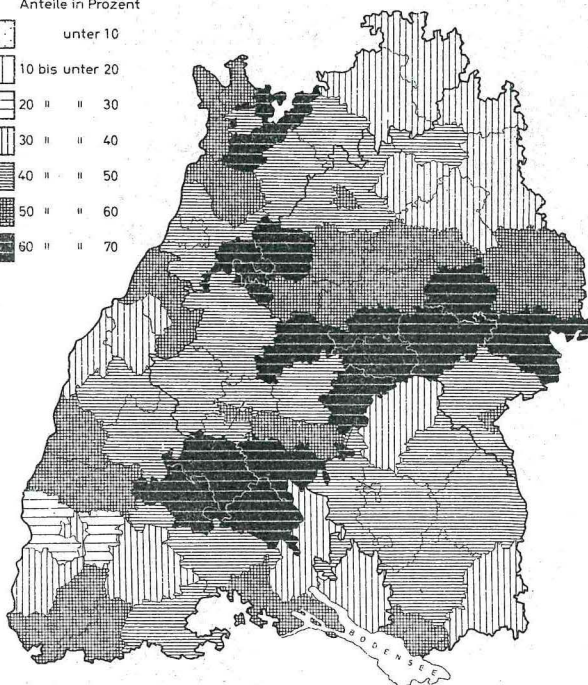 Anteile in Prozent
unter 10
10 bis unter 20
20 " " 30
30 " " 40
40 " " 50
50 " " 60
60 " " 70
BODENSEE